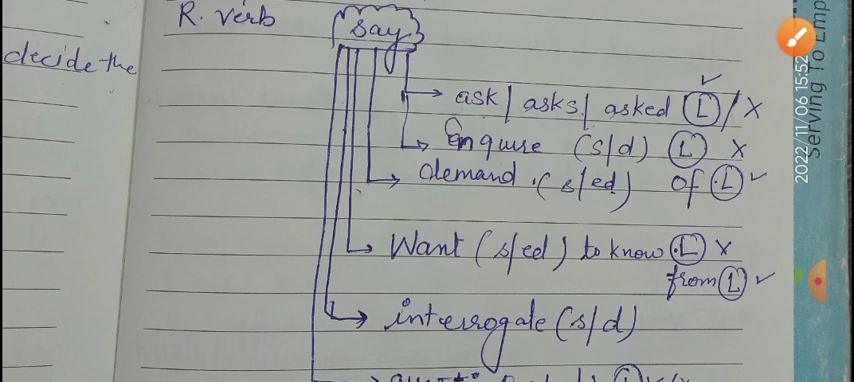 R. verb
say
decide the
ask/asks/asked (L) ✓/ X
Enquire (s/d) (L) X
demand (s/ed) of (L) ✓
Want (s/ed) to know (L) X
from (L) ✓
interrogate (s/d)
2022/11/06 15:52
Serving To Emp